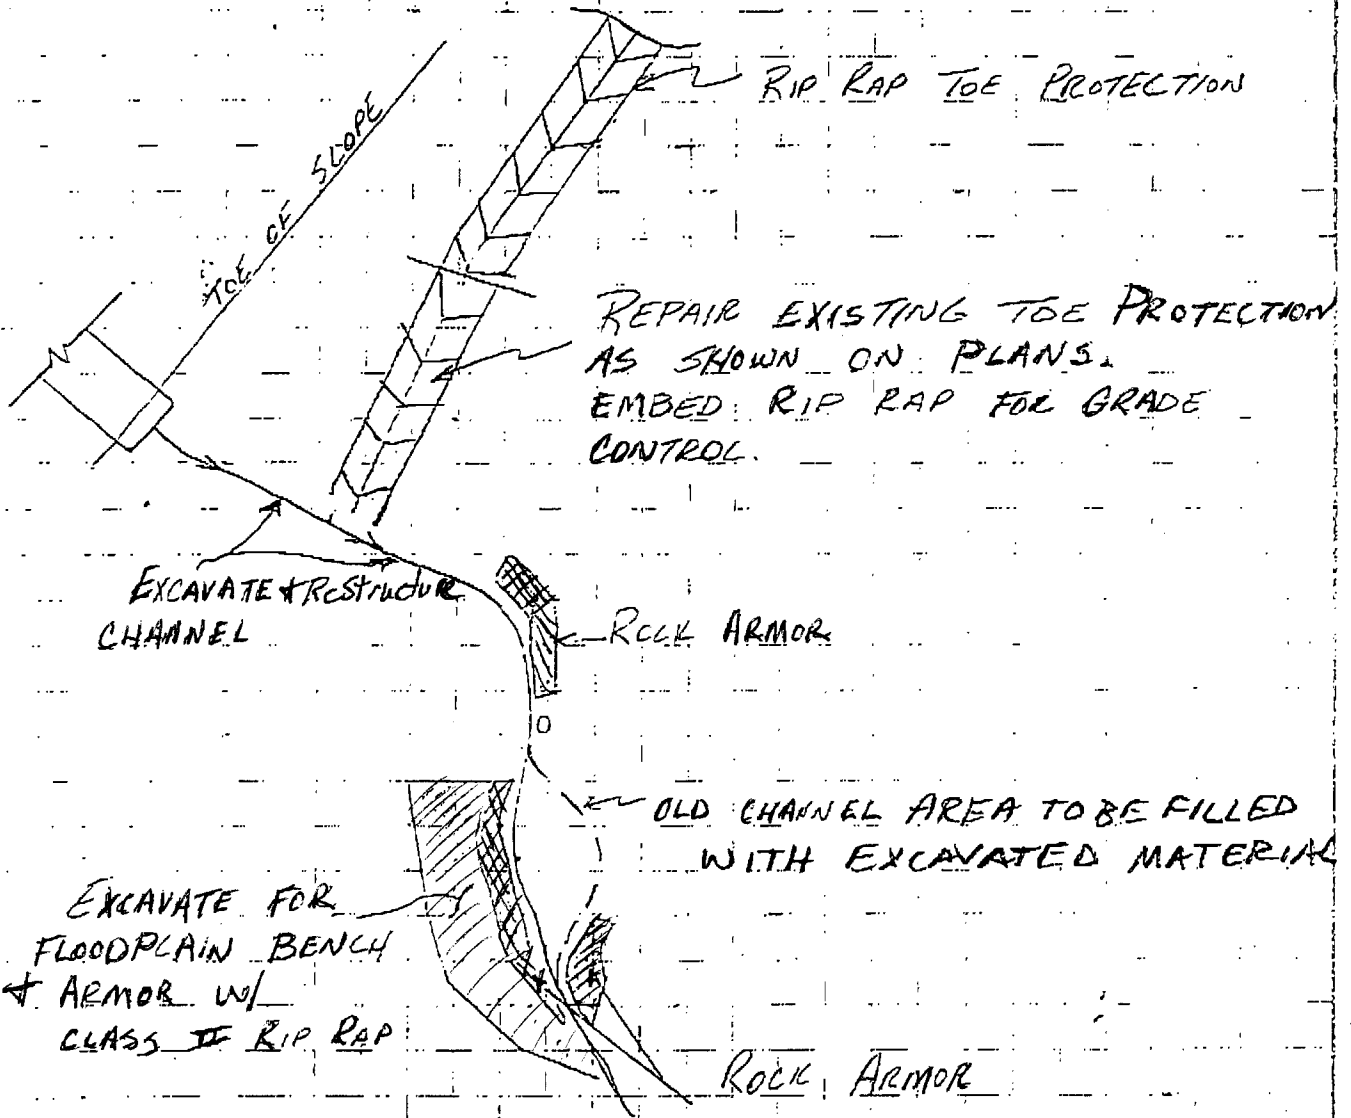 RIP RAP TOE PROTECTION
TOE OF SLOPE
REPAIR EXISTING TOE PROTECTION
AS SHOWN ON PLANS.
EMBED RIP RAP FOR GRADE
CONTROL.
EXCAVATE + ReStructur
CHANNEL
ROCK ARMOR
OLD CHANNEL AREA TO BE FILLED
WITH EXCAVATED MATERIAL
EXCAVATE FOR
FLOODPLAIN BENCH
+ ARMOR W/
CLASS II RIP RAP
ROCK ARMOR